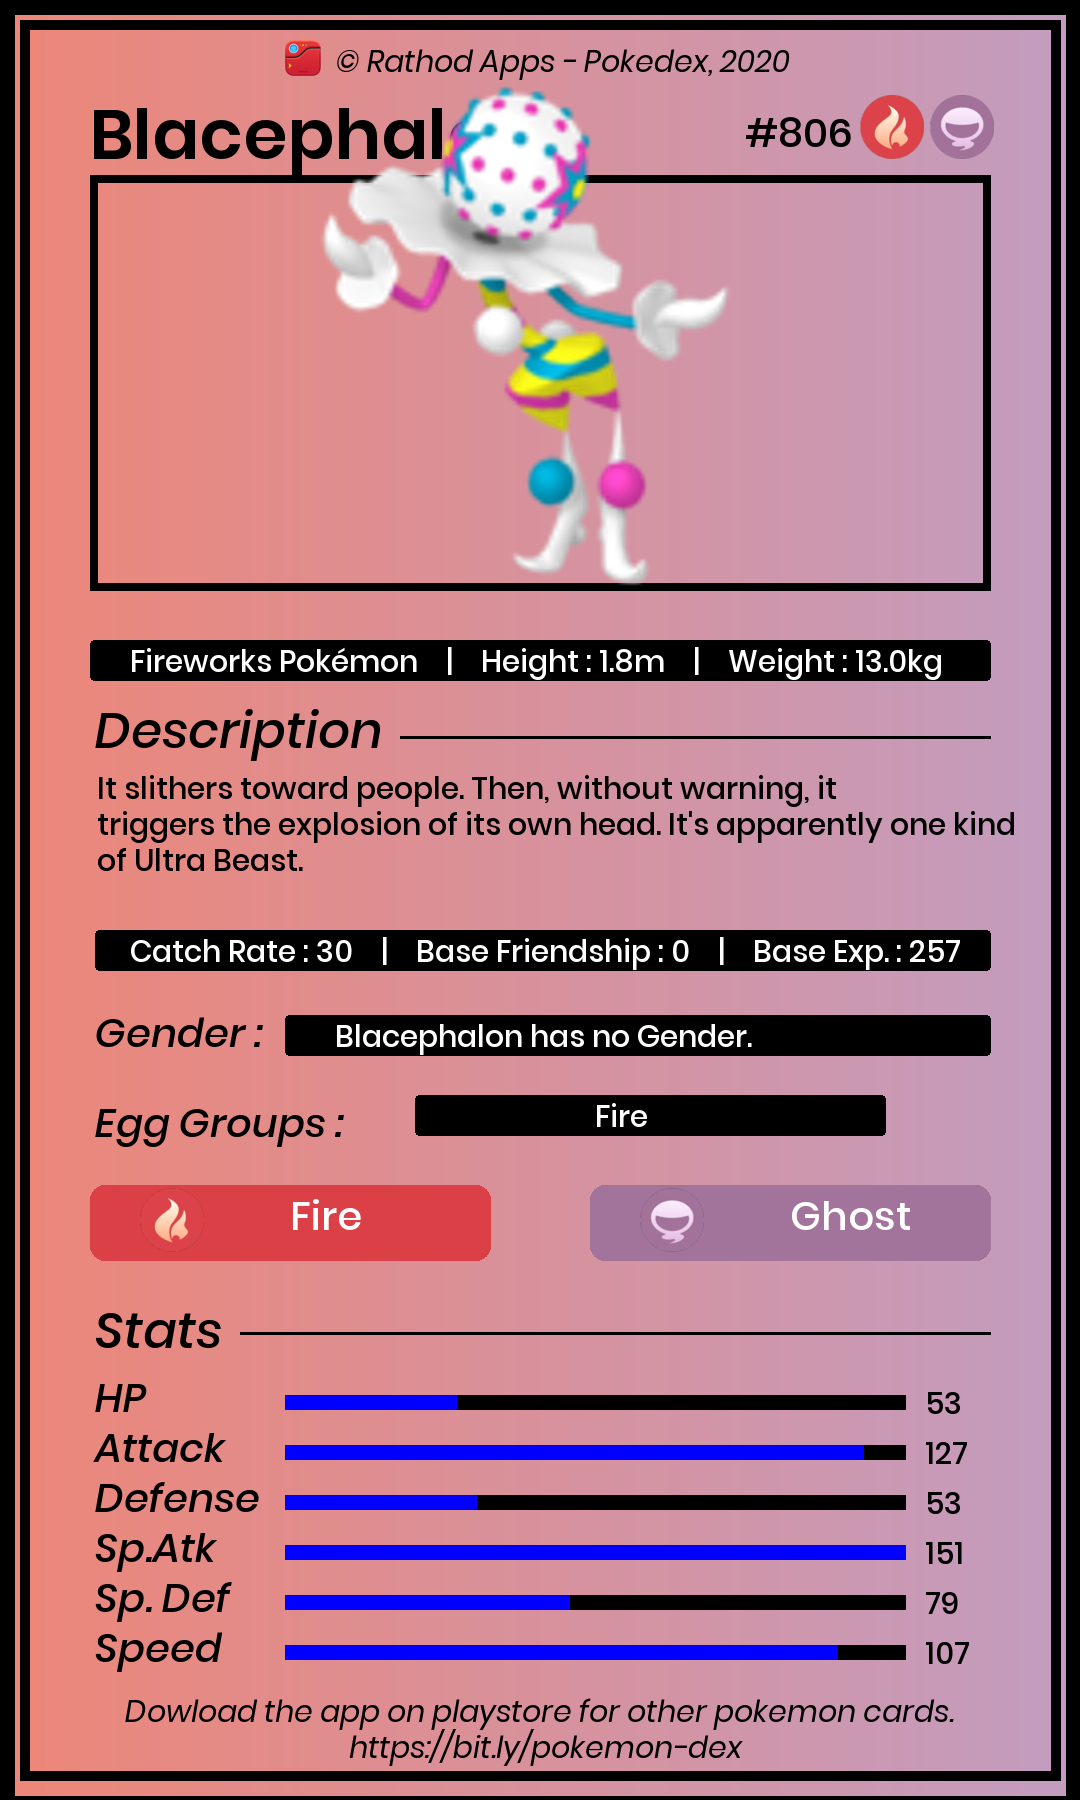 © Rathod Apps - Pokedex, 2020
Blacephal
#806
Fireworks Pokémon | Height : 1.8m | Weight : 13.0kg
Description
It slithers toward people. Then, without warning, it
triggers the explosion of its own head. It's apparently one kind
of Ultra Beast.
Catch Rate : 30 | Base Friendship : 0 | Base Exp. : 257
Gender : Blacephalon has no Gender.
Egg Groups : Fire
Fire Ghost
Stats
HP 53
Attack 127
Defense 53
Sp.Atk 151
Sp. Def 79
Speed 107
Dowload the app on playstore for other pokemon cards.
https://bit.ly/pokemon-dex